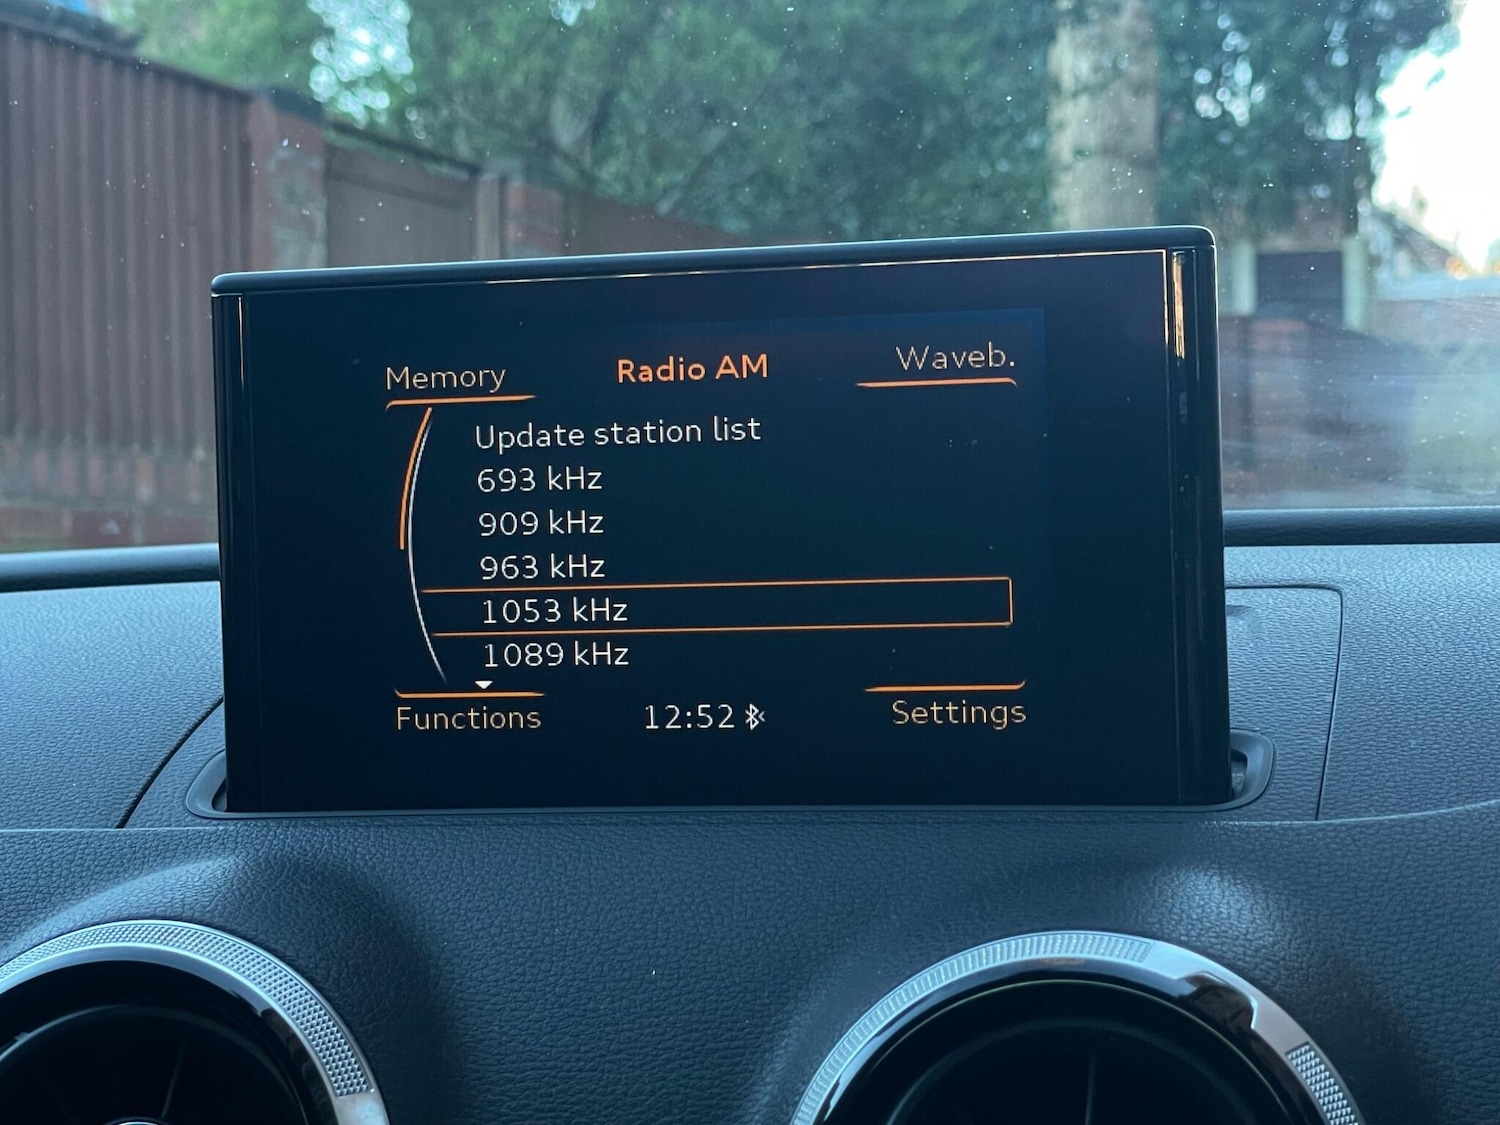 Memory
Radio AM
Waveb.
Update station list
693 kHz
909 kHz
963 kHz
1053 kHz
1089 kHz
Functions
12:52
Settings